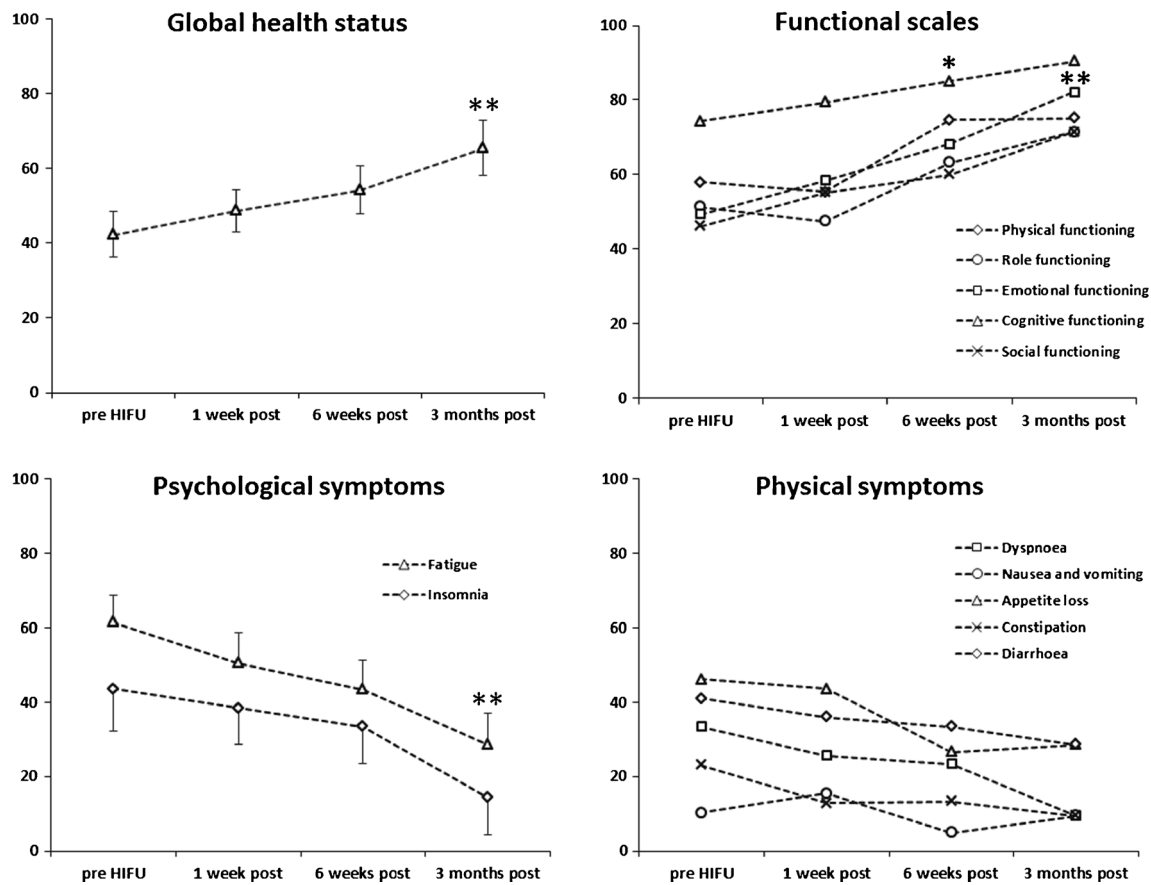 Global health status
100
80
60
40
20
0
**
pre HIFU 1 week post 6 weeks post 3 months post
Functional scales
100
80
60
40
20
0
*
**
Physical functioning
Role functioning
Emotional functioning
Cognitive functioning
Social functioning
pre HIFU 1 week post 6 weeks post 3 months post
Psychological symptoms
100
80
60
40
20
0
Fatigue
Insomnia
**
pre HIFU 1 week post 6 weeks post 3 months post
Physical symptoms
100
80
60
40
20
0
Dyspnoea
Nausea and vomiting
Appetite loss
Constipation
Diarrhoea
pre HIFU 1 week post 6 weeks post 3 months post